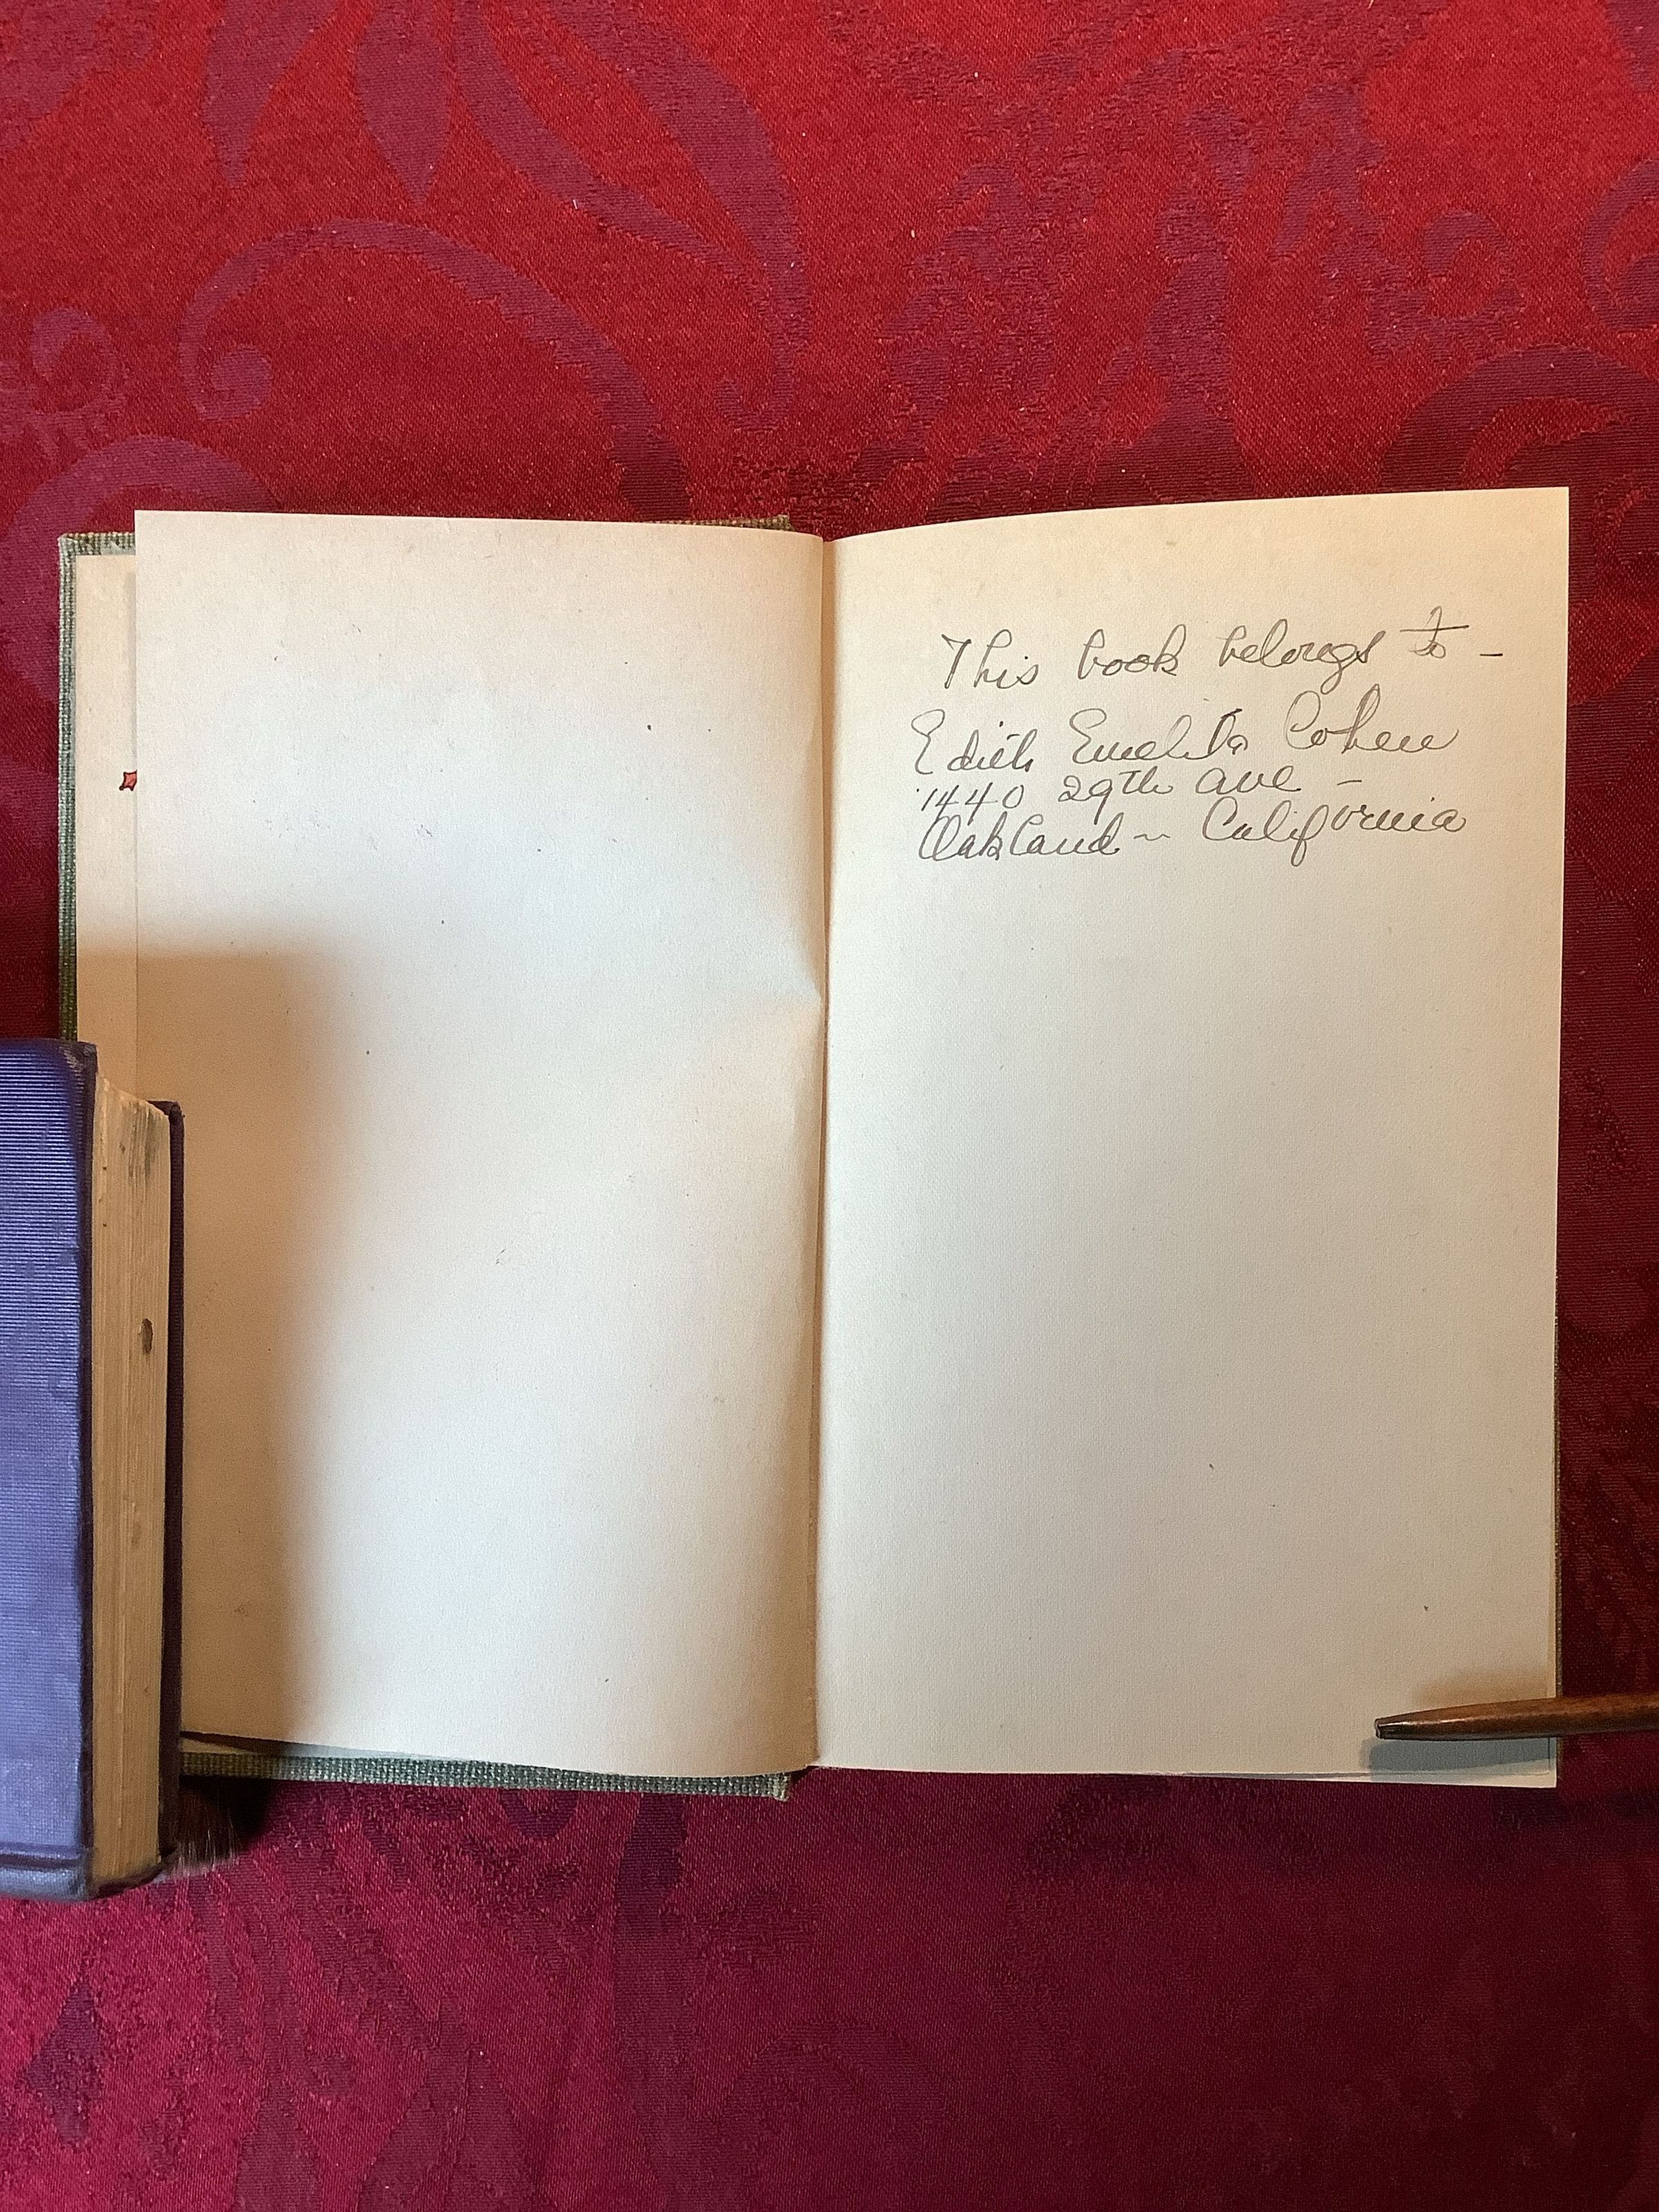 This book belongs to -
Edith Emelita Cohen
1440 29th ave -
Oakland ~ California